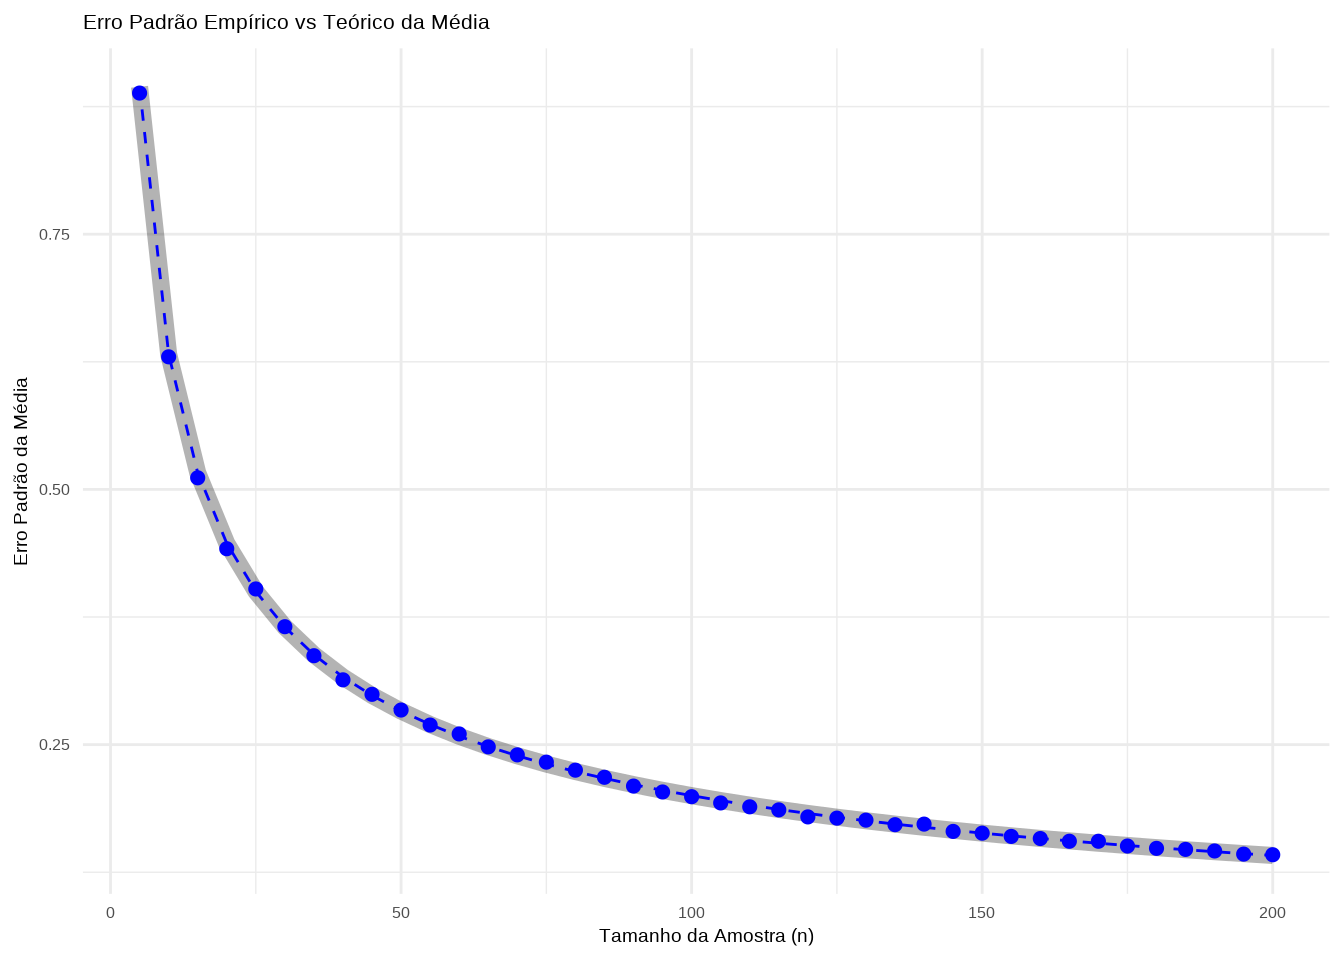 Erro Padrão Empírico vs Teórico da Média
Erro Padrão da Média
0.75
0.50
0.25
0 50 100 150 200
Tamanho da Amostra (n)